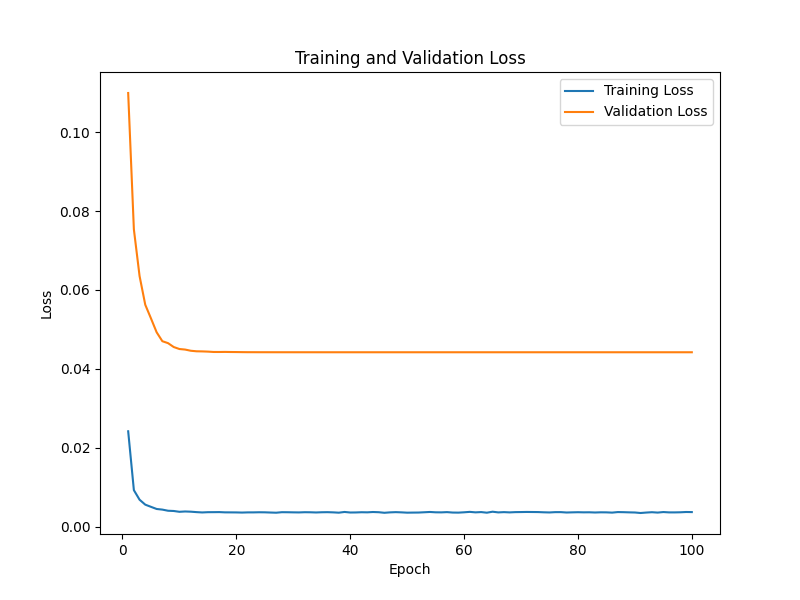 Training and Validation Loss
Training Loss
Validation Loss
0.10
0.08
0.06
0.04
0.02
0.00
Loss
0 20 40 60 80 100
Epoch